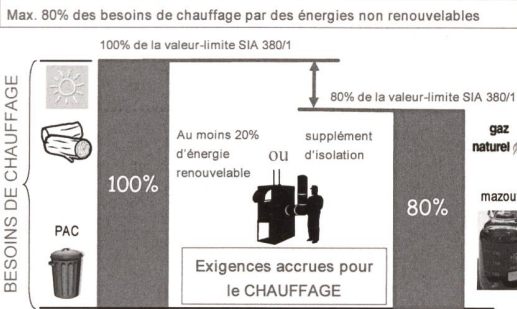 Max. 80% des besoins de chauffage par des énergies non renouvelables
100% de la valeur-limite SIA 380/1
80% de la valeur-limite SIA 380/1
BESOINS DE CHAUFFAGE
PAC
100%
Au moins 20%
d'énergie
renouvelable
ou
supplément
d'isolation
80%
gaz
naturel
mazou
Exigences accrues pour
le CHAUFFAGE